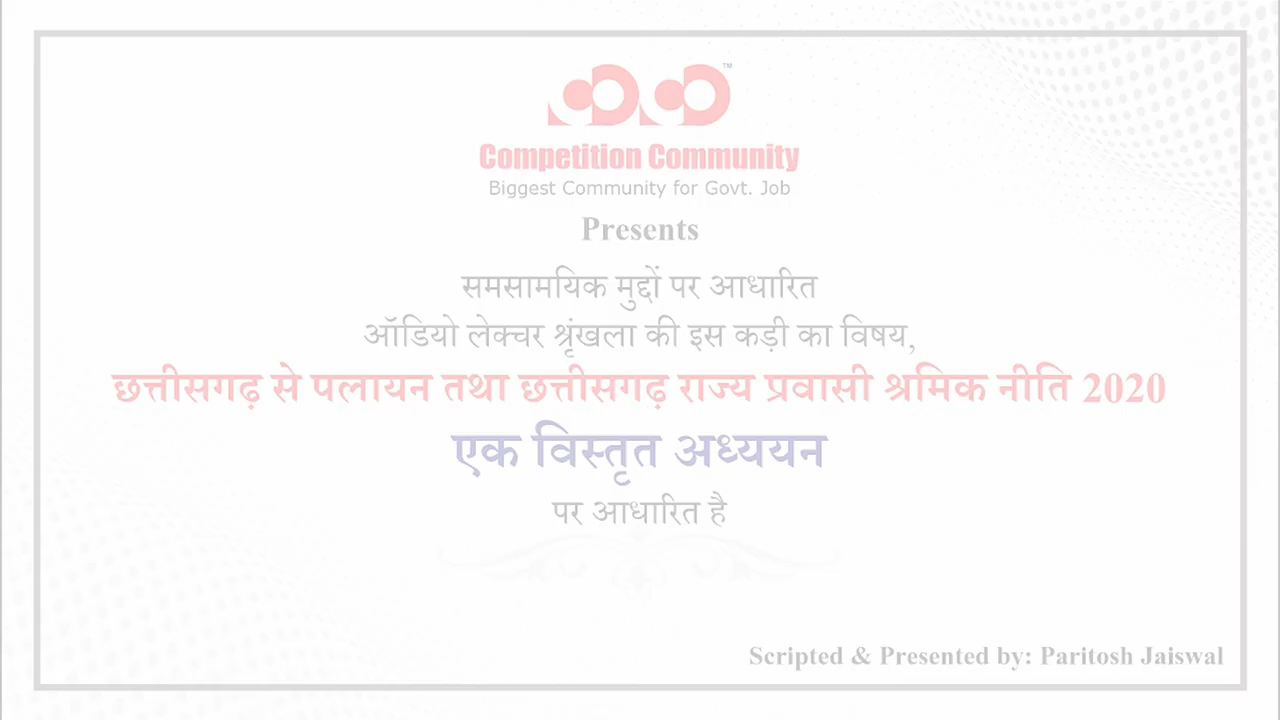 TM
Competition Community
Biggest Community for Govt. Job
Presents
समसामयिक मुद्दों पर आधारित
ऑडियो लेक्चर श्रृंखला की इस कड़ी का विषय,
छत्तीसगढ़ से पलायन तथा छत्तीसगढ़ राज्य प्रवासी श्रमिक नीति 2020
एक विस्तृत अध्ययन
पर आधारित है
Scripted & Presented by: Paritosh Jaiswal